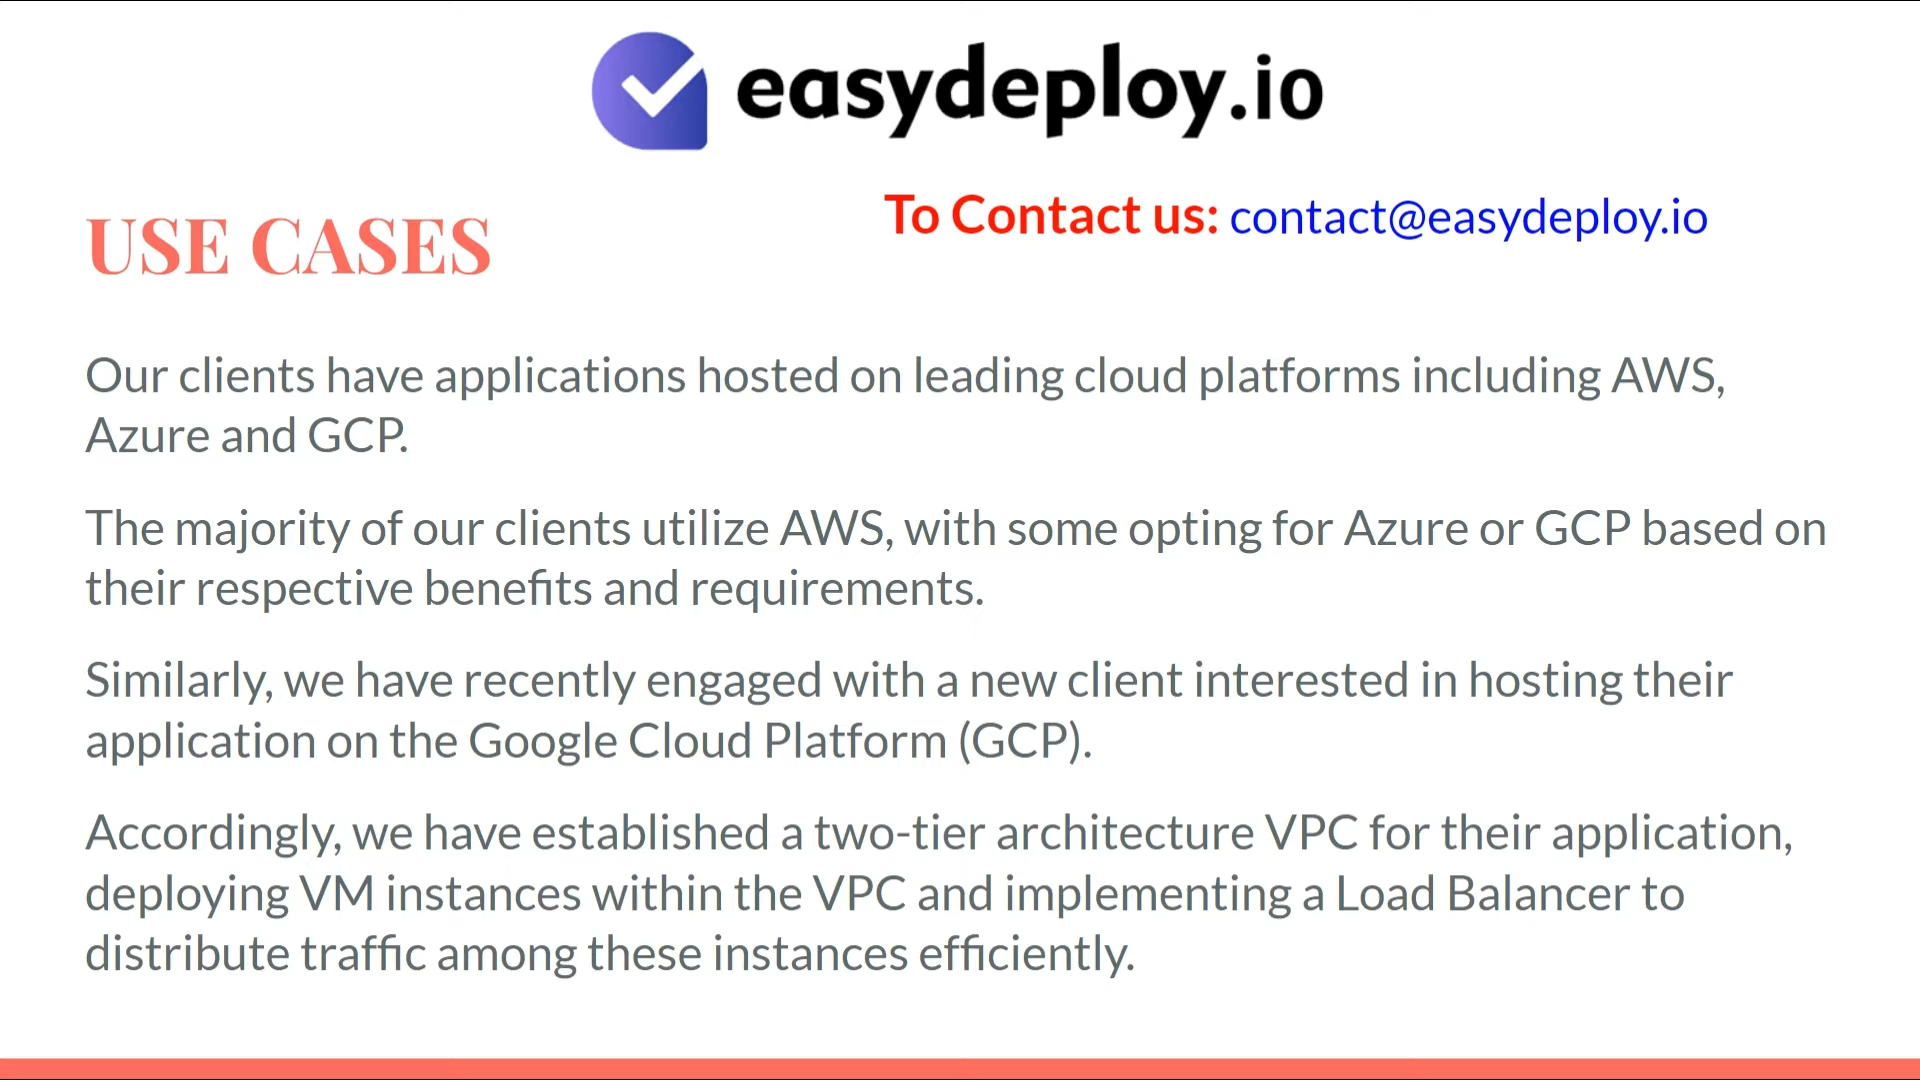 easydeploy.io
To Contact us: contact@easydeploy.io
USE CASES
Our clients have applications hosted on leading cloud platforms including AWS,
Azure and GCP.
The majority of our clients utilize AWS, with some opting for Azure or GCP based on
their respective benefits and requirements.
Similarly, we have recently engaged with a new client interested in hosting their
application on the Google Cloud Platform (GCP).
Accordingly, we have established a two-tier architecture VPC for their application,
deploying VM instances within the VPC and implementing a Load Balancer to
distribute traffic among these instances efficiently.